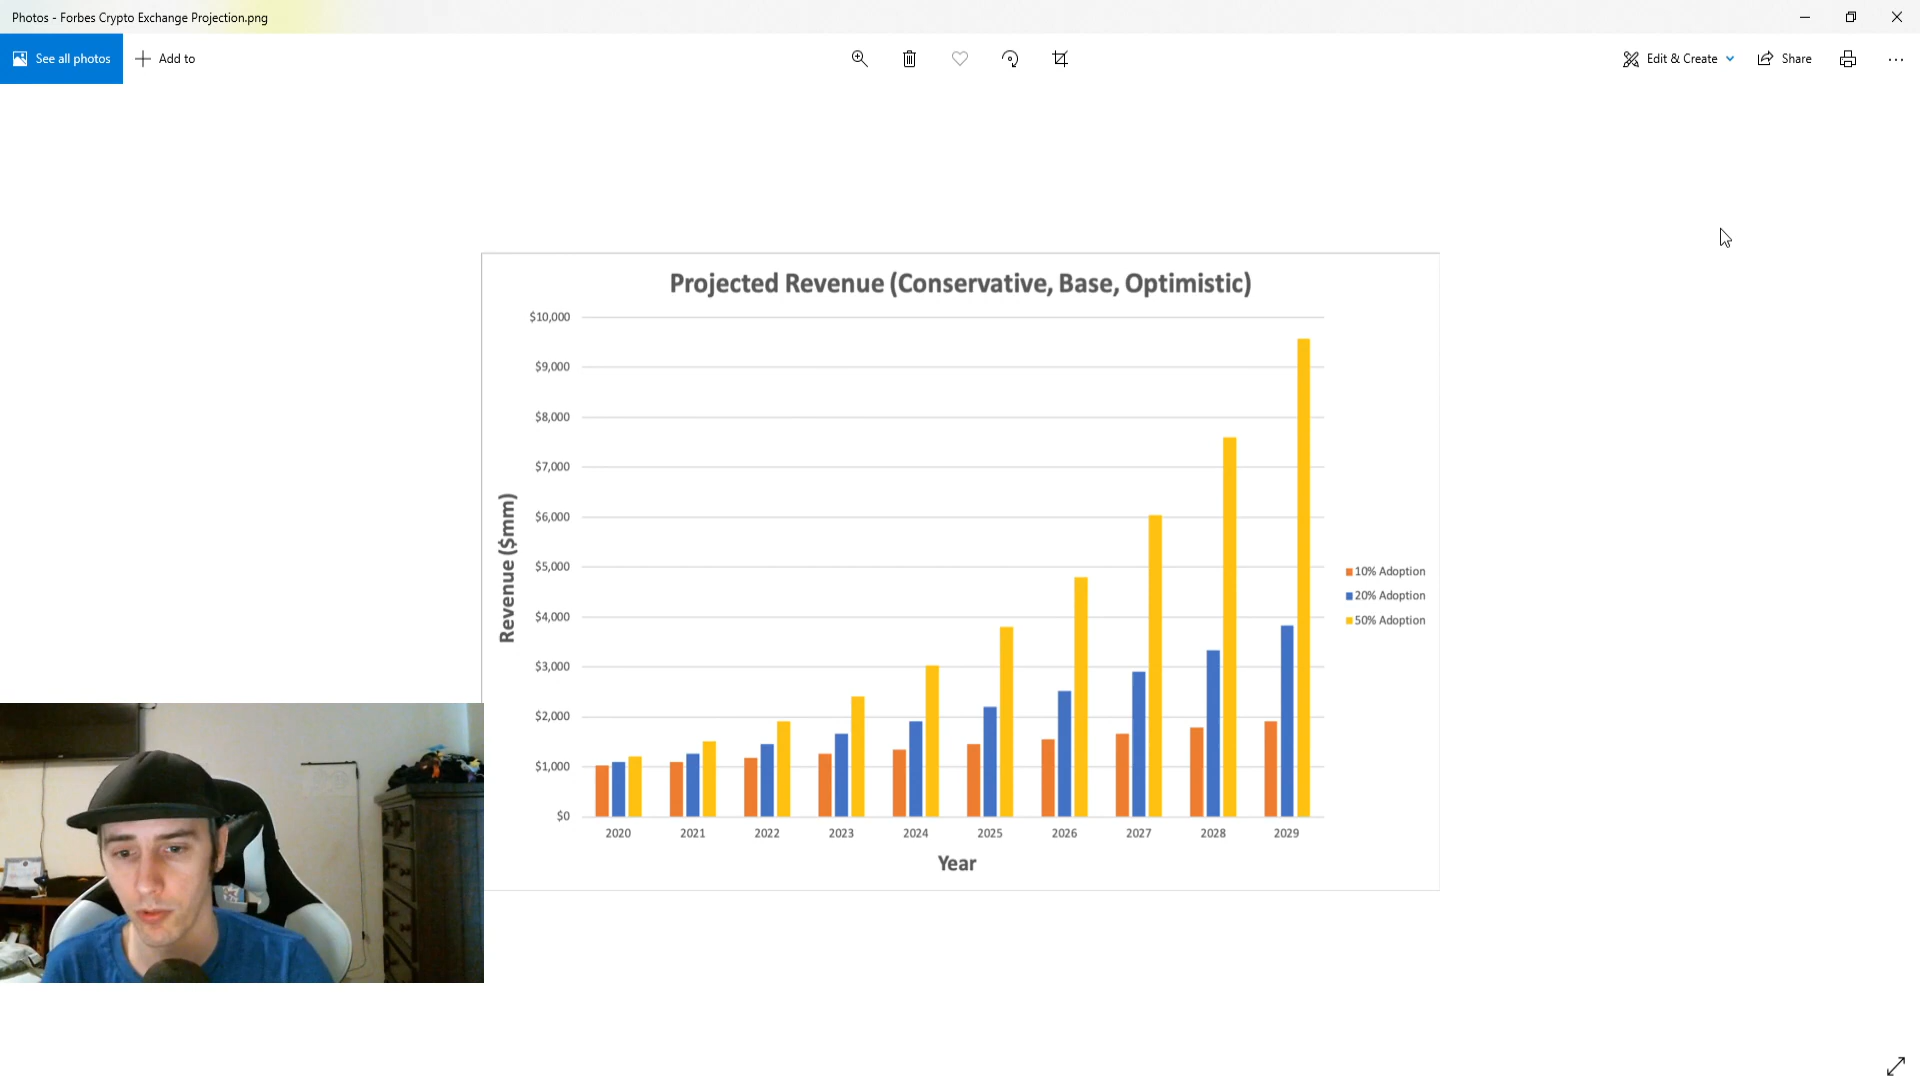 Photos - Forbes Crypto Exchange Projection.png
See all photos
Add to
Edit & Create
Share
Projected Revenue (Conservative, Base, Optimistic)
$10,000
$9,000
$8,000
$7,000
$6,000
$5,000
$4,000
$3,000
$2,000
$1,000
$0
Revenue ($mm)
2020 2021 2022 2023 2024 2025 2026 2027 2028 2029
Year
10% Adoption
20% Adoption
50% Adoption